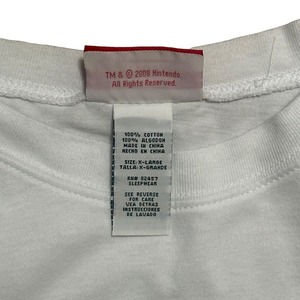 TM & © 2008 Nintendo.
All Rights Reserved.
100% COTTON
100% ALGODON
MADE IN CHINA
HECHO EN CHINA
SIZE: X-LARGE
TALLA: X-GRANDE
RN# 82457
SLEEPWEAR
SEE REVERSE
FOR CARE
VEA DETRAS
INSTRUCCIONES
DE LAVADO